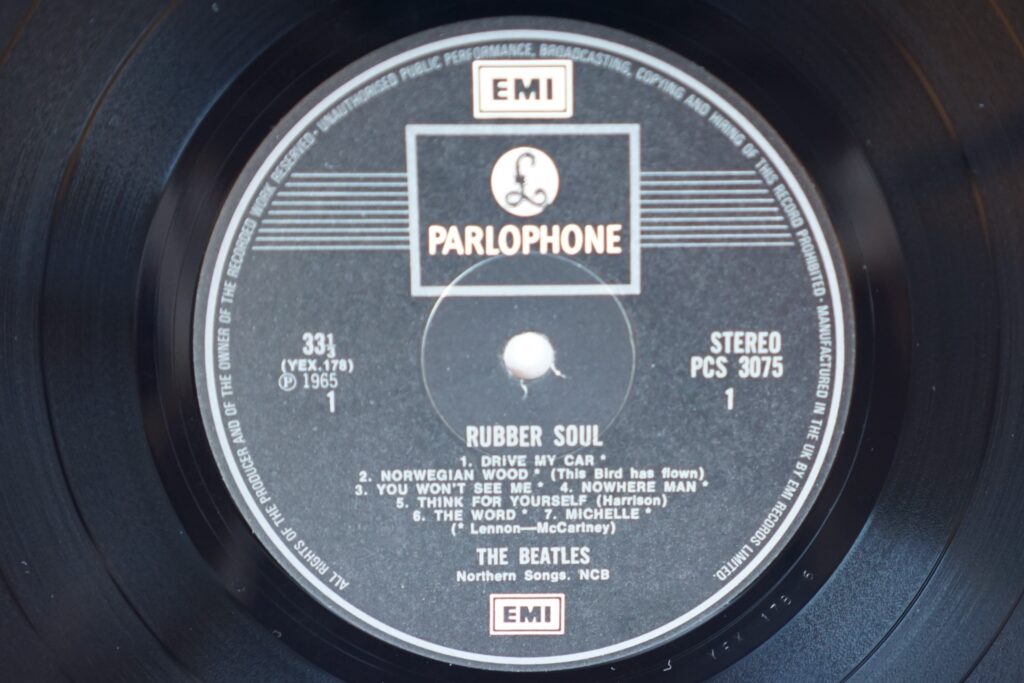 ALL RIGHTS OF THE PRODUCER AND OF THE OWNER OF THE RECORDED WORK RESERVED · UNAUTHORISED PUBLIC PERFORMANCE, BROADCASTING, COPYING AND HIRING OF THIS RECORD PROHIBITED · MANUFACTURED IN THE UK BY EMI RECORDS LIMITED.
EMI
£
PARLOPHONE
33⅓
(YEX.178)
Ⓟ 1965
1
STEREO
PCS 3075
1
RUBBER SOUL
1. DRIVE MY CAR *
2. NORWEGIAN WOOD * (This Bird has flown)
3. YOU WON'T SEE ME * 4. NOWHERE MAN *
5. THINK FOR YOURSELF (Harrison)
6. THE WORD * 7. MICHELLE *
(* Lennon—McCartney)
THE BEATLES
Northern Songs. NCB
EMI